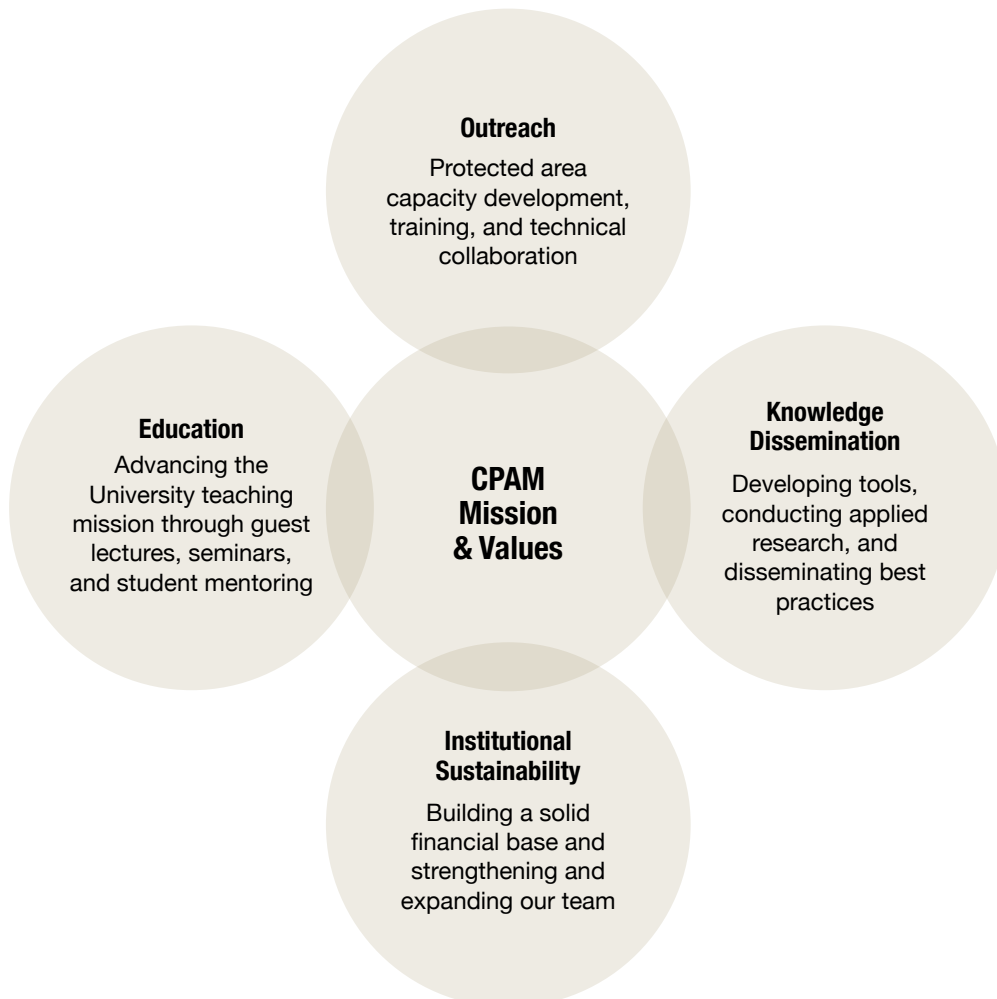 Outreach
Protected area
capacity development,
training, and technical
collaboration
Education
Advancing the
University teaching
mission through guest
lectures, seminars,
and student mentoring
CPAM
Mission
& Values
Knowledge
Dissemination
Developing tools,
conducting applied
research, and
disseminating best
practices
Institutional
Sustainability
Building a solid
financial base and
strengthening and
expanding our team